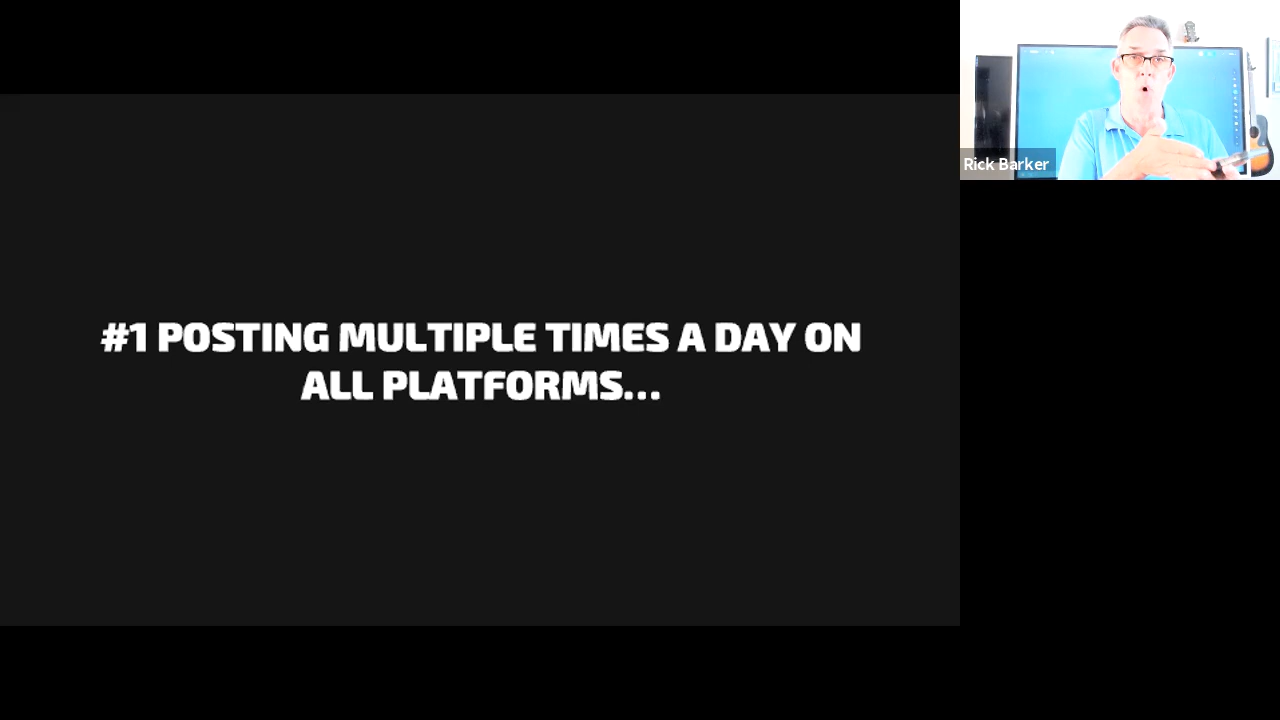 #1 POSTING MULTIPLE TIMES A DAY ON
ALL PLATFORMS...
Rick Barker